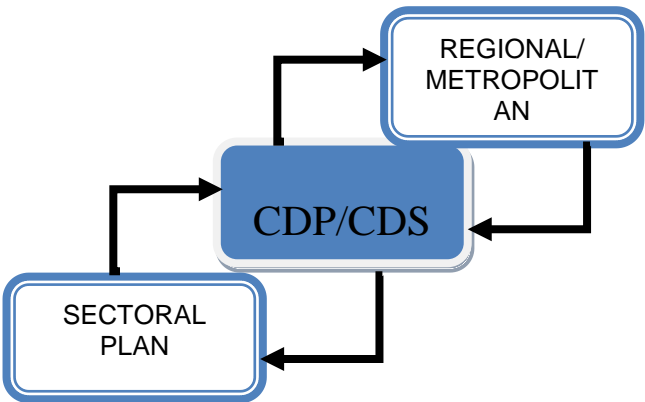 REGIONAL/
METROPOLIT
AN
CDP/CDS
SECTORAL
PLAN